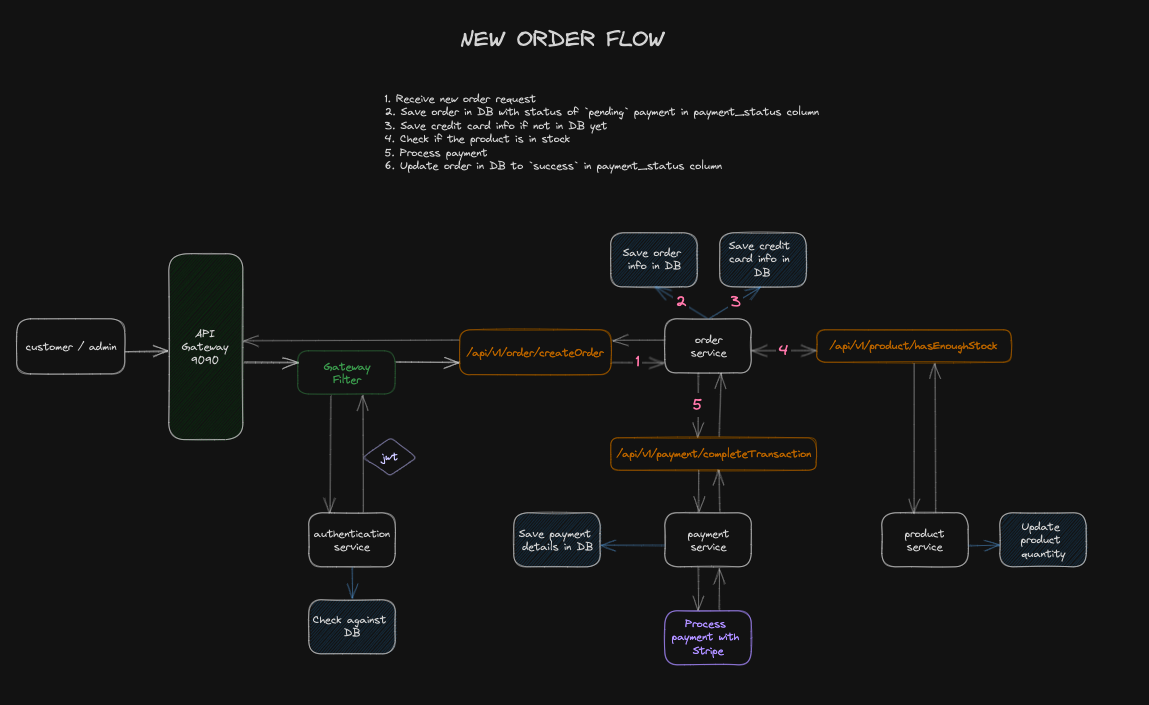 NEW ORDER FLOW
1. Receive new order request
2. Save order in DB with status of `pending` payment in payment_status column
3. Save credit card info if not in DB yet
4. Check if the product is in stock
5. Process payment
6. Update order in DB to `success` in payment_status column
Save order
info in DB
Save credit
card info in
DB
2
3
customer / admin
API
Gateway
9090
Gateway
Filter
/api/v1/order/createOrder
1
order
service
4
/api/v1/product/hasEnoughStock
5
/api/v1/payment/completeTransaction
jwt
authentication
service
Save payment
details in DB
payment
service
product
service
Update
product
quantity
Check against
DB
Process
payment with
Stripe